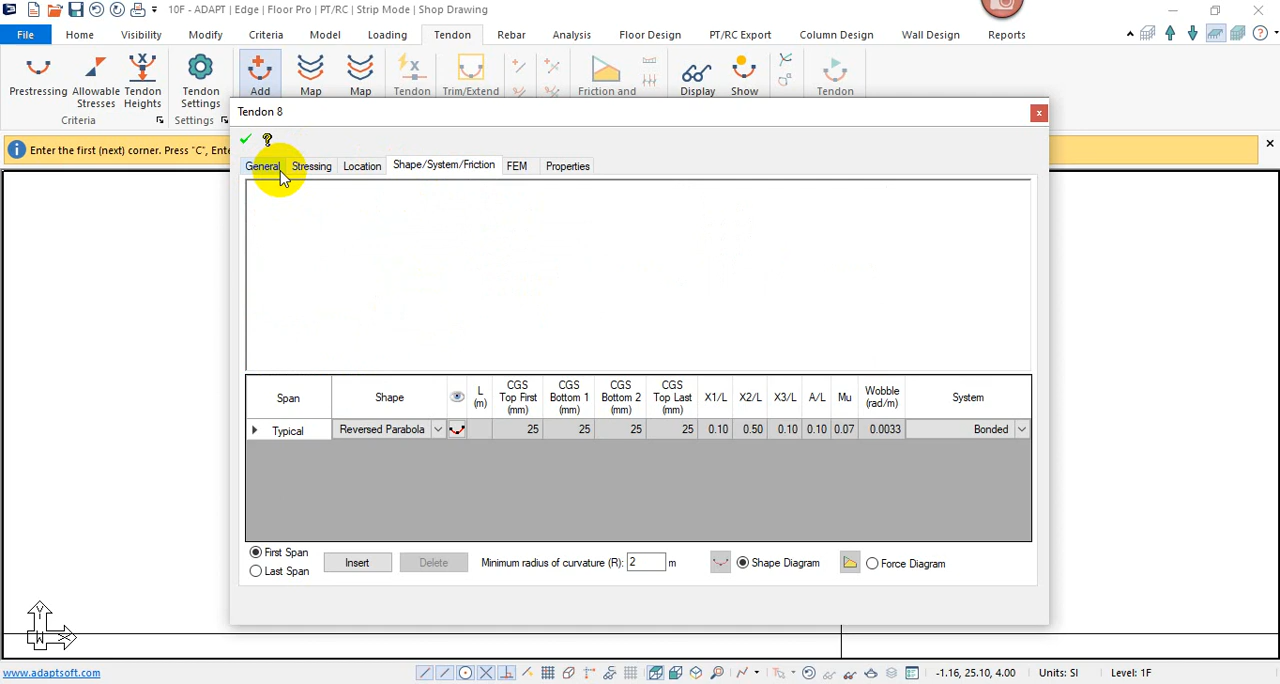 10F - ADAPT | Edge | Floor Pro | PT/RC | Strip Mode | Shop Drawing
File Home Visibility Modify Criteria Model Loading Tendon Rebar Analysis Floor Design PT/RC Export Column Design Wall Design Reports
Prestressing Allowable Stresses Tendon Heights Tendon Settings Add Map Map Tendon Trim/Extend Friction and Display Show Tendon
Criteria Settings
Enter the first (next) corner. Press "C", Ente
Tendon 8
General Stressing Location Shape/System/Friction FEM Properties
Span Shape L (m) CGS Top First (mm) CGS Bottom 1 (mm) CGS Bottom 2 (mm) CGS Top Last (mm) X1/L X2/L X3/L A/L Mu Wobble (rad/m) System
Typical Reversed Parabola 25 25 25 25 0.10 0.50 0.10 0.10 0.07 0.0033 Bonded
First Span
Last Span
Insert Delete Minimum radius of curvature (R): 2 m Shape Diagram Force Diagram
Y
W X
www.adaptsoft.com -1.16, 25.10, 4.00 Units: SI Level: 1F